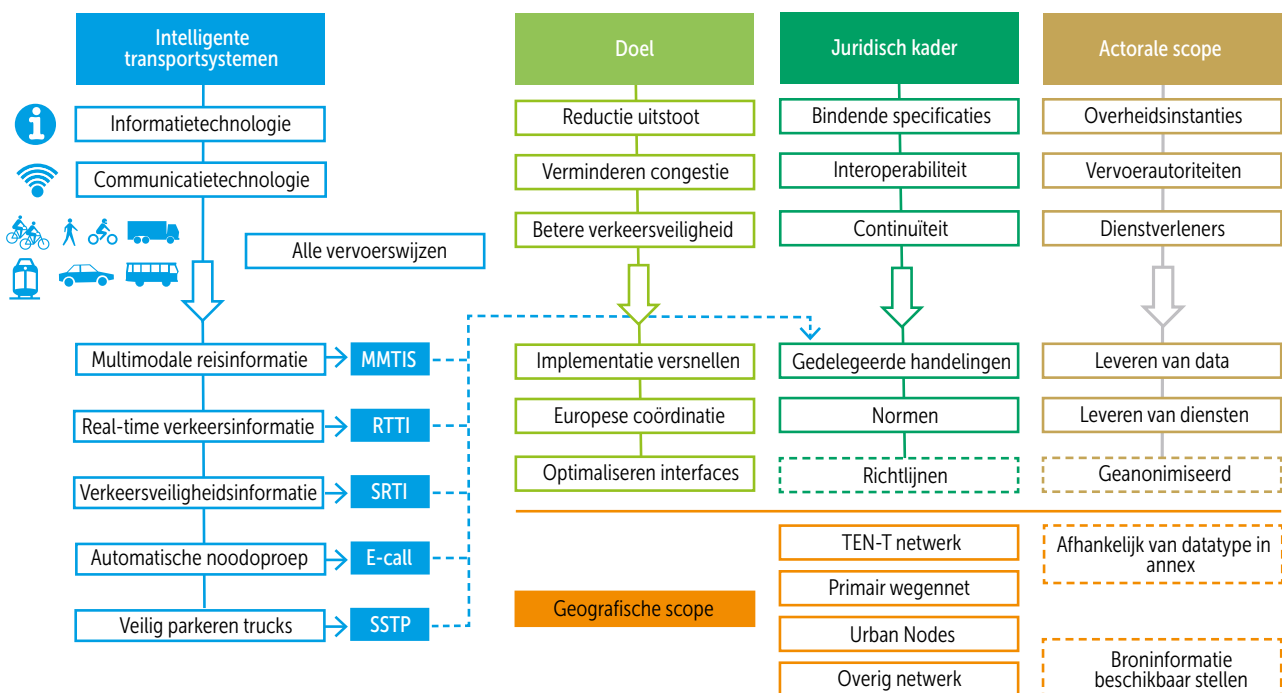 Intelligente
transportsystemen
Informatietechnologie
Communicatietechnologie
Alle vervoerswijzen
Multimodale reisinformatie
MMTIS
Real-time verkeersinformatie
RTTI
Verkeersveiligheidsinformatie
SRTI
Automatische noodoproep
E-call
Veilig parkeren trucks
SSTP
Doel
Reductie uitstoot
Verminderen congestie
Betere verkeersveiligheid
Implementatie versnellen
Europese coördinatie
Optimaliseren interfaces
Juridisch kader
Bindende specificaties
Interoperabiliteit
Continuïteit
Gedelegeerde handelingen
Normen
Richtlijnen
Actorale scope
Overheidsinstanties
Vervoerautoriteiten
Dienstverleners
Leveren van data
Leveren van diensten
Geanonimiseerd
Geografische scope
TEN-T netwerk
Primair wegennet
Urban Nodes
Overig netwerk
Afhankelijk van datatype in
annex
Broninformatie
beschikbaar stellen